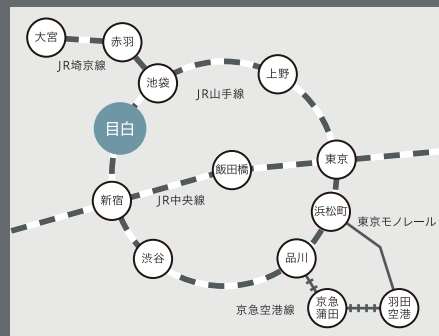 大宮
赤羽
JR埼京線
池袋
上野
JR山手線
目白
東京
飯田橋
新宿
JR中央線
浜松町
東京モノレール
渋谷
品川
京急空港線
京急
蒲田
羽田
空港